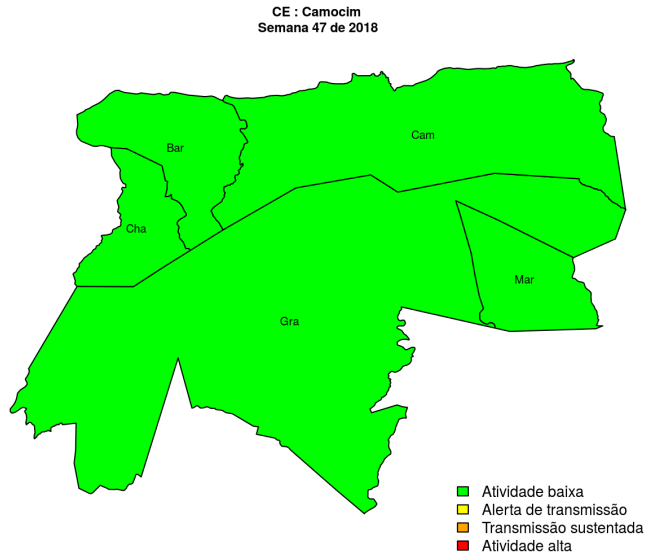 CE : Camocim
Semana 47 de 2018
Bar
Cam
Cha
Mar
Gra
Atividade baixa
Alerta de transmissão
Transmissão sustentada
Atividade alta